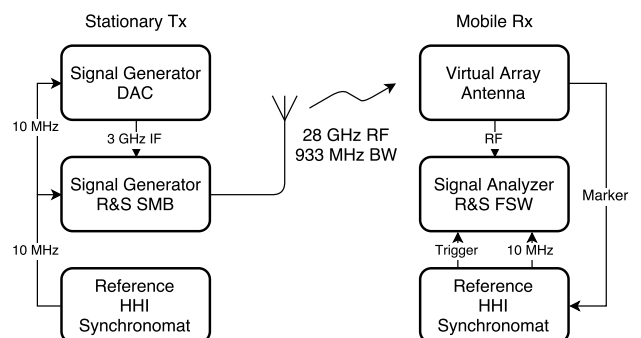 Stationary Tx
Mobile Rx
Signal Generator
DAC
Virtual Array
Antenna
10 MHz
3 GHz IF
28 GHz RF
933 MHz BW
RF
Signal Generator
R&S SMB
Signal Analyzer
R&S FSW
Marker
10 MHz
Trigger
10 MHz
Reference
HHI
Synchronomat
Reference
HHI
Synchronomat